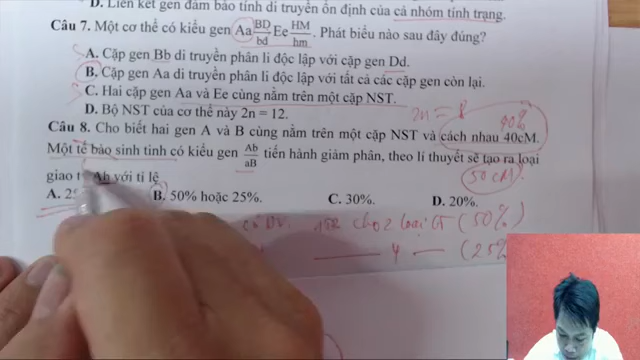 D. Liên kết gen đảm bảo tính di truyền ổn định của cả nhóm tính trạng.
Câu 7. Một cơ thể có kiểu gen Aa BD/bd Ee HM/hm. Phát biểu nào sau đây đúng?
A. Cặp gen Bb di truyền phân li độc lập với cặp gen Dd.
B. Cặp gen Aa di truyền phân li độc lập với tất cả các cặp gen còn lại.
C. Hai cặp gen Aa và Ee cùng nằm trên một cặp NST.
D. Bộ NST của cơ thể này 2n = 12.
2n = 8
40%
Câu 8. Cho biết hai gen A và B cùng nằm trên một cặp NST và cách nhau 40cM.
Một tế bào sinh tinh có kiểu gen Ab/aB tiến hành giảm phân, theo lí thuyết sẽ tạo ra loại
giao Ab với tỉ lệ
(50 cM)
A. B. 50% hoặc 25%. C. 30%. D. 20%.
cho 2 loại GT (50%)
4 (25%